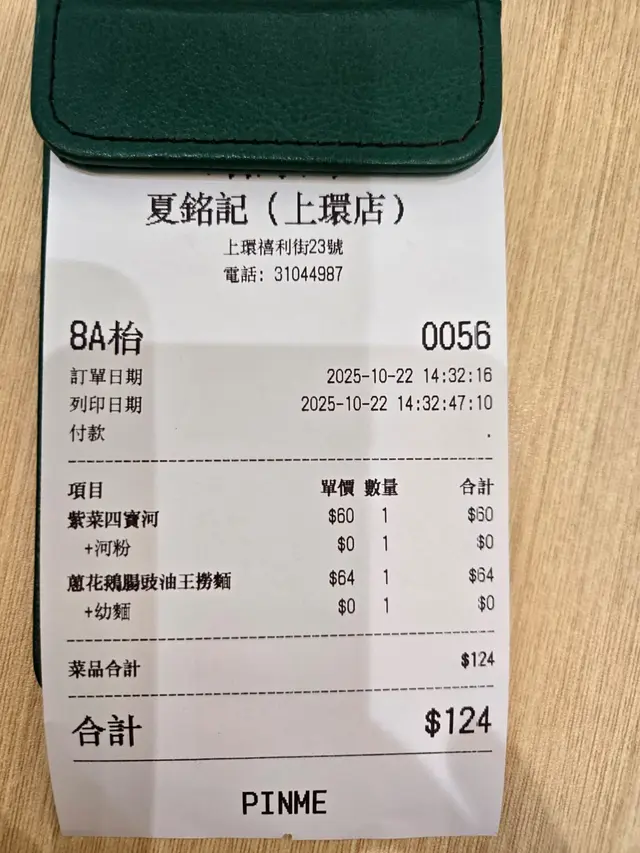 夏銘記（上環店）
上環禧利街23號
電話: 31044987
8A枱 0056
訂單日期 2025-10-22 14:32:16
列印日期 2025-10-22 14:32:47:10
付款 .
項目 單價 數量 合計
紫菜四寶河 $60 1 $60
+河粉 $0 1 $0
蔥花鵝腸豉油王撈麵 $64 1 $64
+幼麵 $0 1 $0
菜品合計 $124
合計 $124
PINME